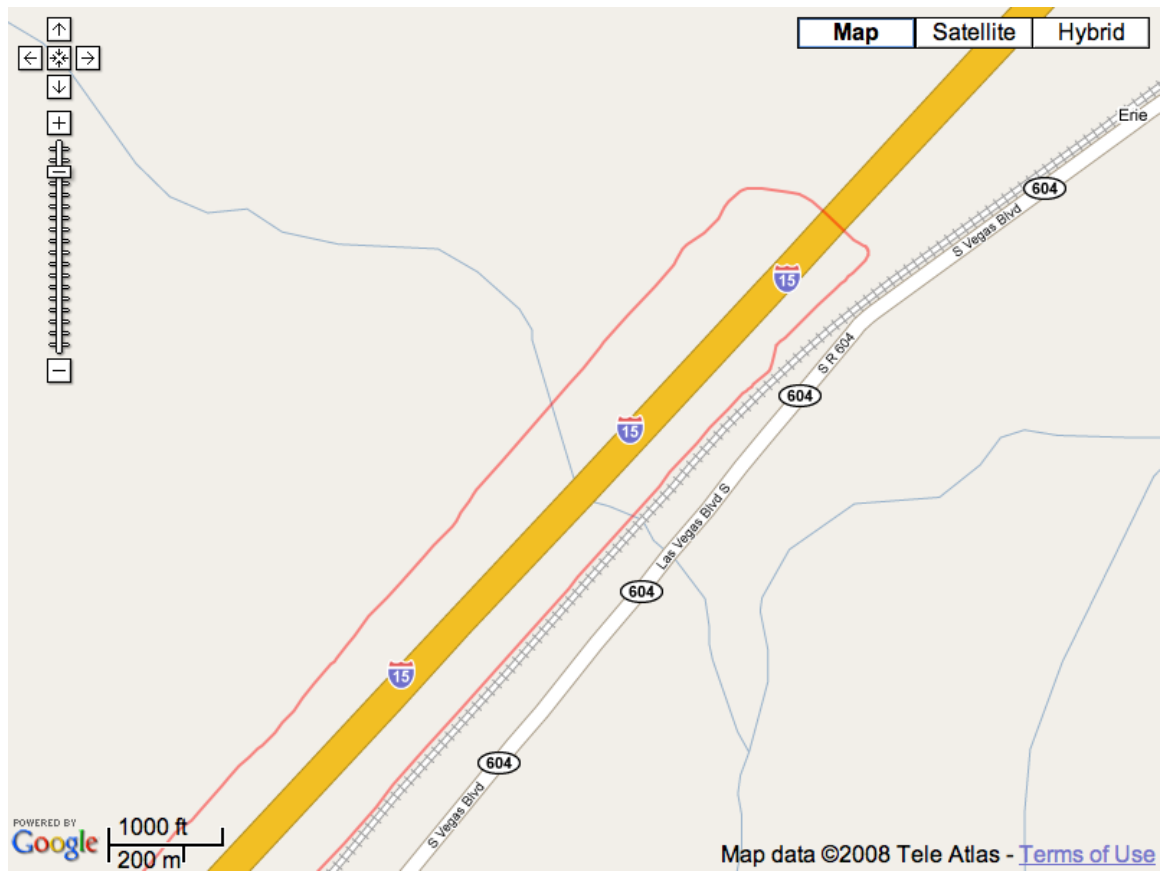 Map Satellite Hybrid
Erie
604
S Vegas Blvd
15
S R 604
604
15
Las Vegas Blvd S
604
15
604
S Vegas Blvd
POWERED BY
Google
1000 ft
200 m
Map data ©2008 Tele Atlas - Terms of Use